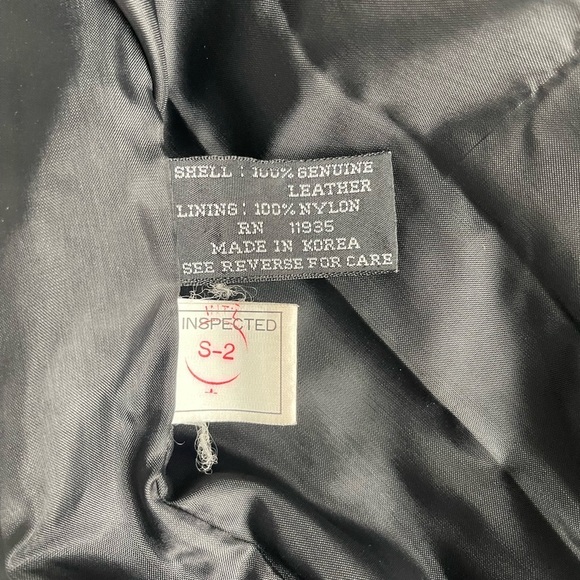 SHELL : 100% GENUINE
LEATHER
LINING : 100% NYLON
RN 11935
MADE IN KOREA
SEE REVERSE FOR CARE
INSPECTED
S-2